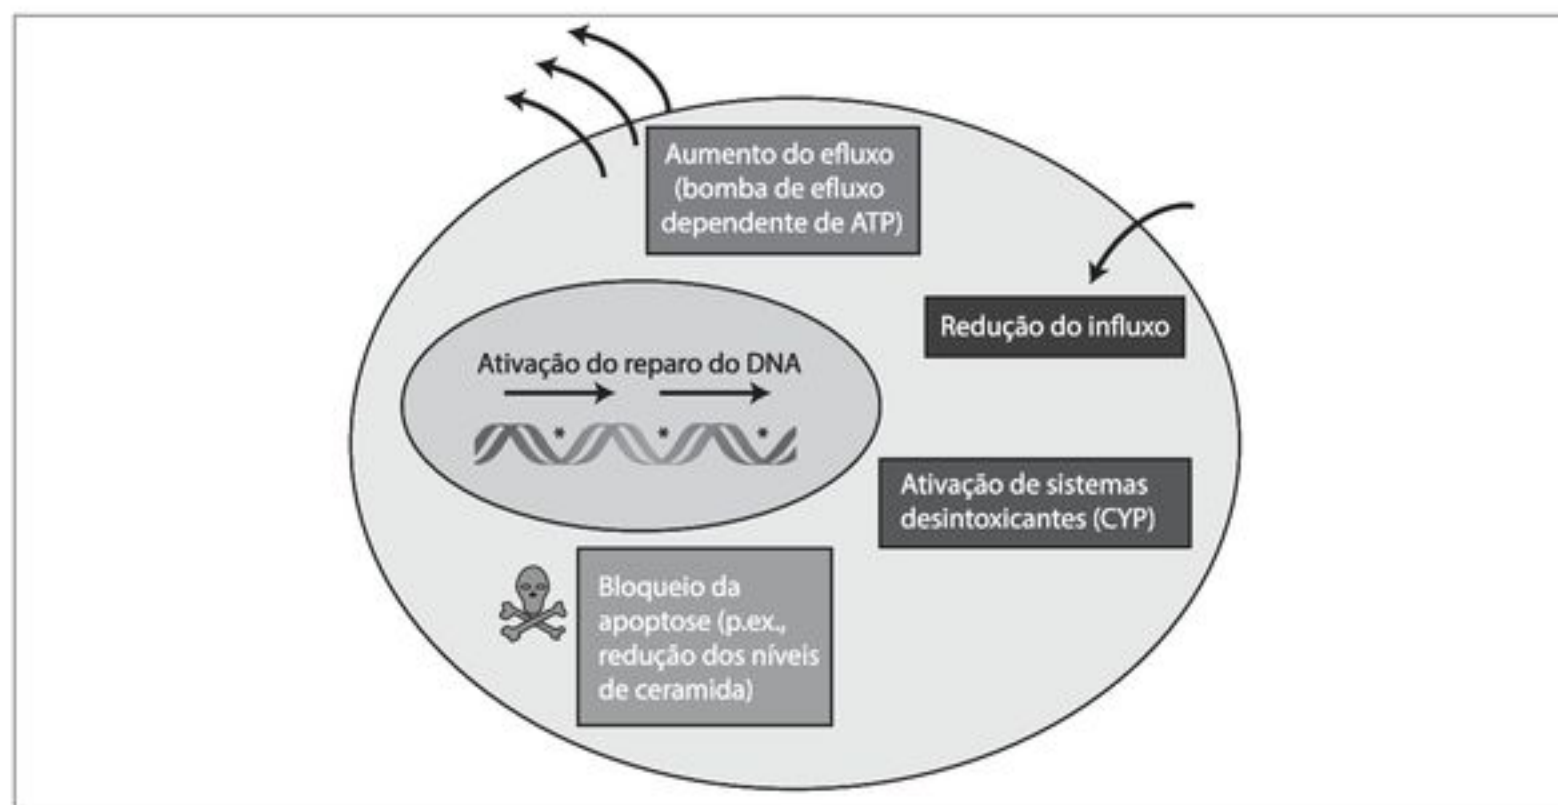 Aumento do efluxo
(bomba de efluxo
dependente de ATP)
Redução do influxo
Ativação do reparo do DNA
* * *
Ativação de sistemas
desintoxicantes (CYP)
Bloqueio da
apoptose (p.ex.,
redução dos níveis
de ceramida)